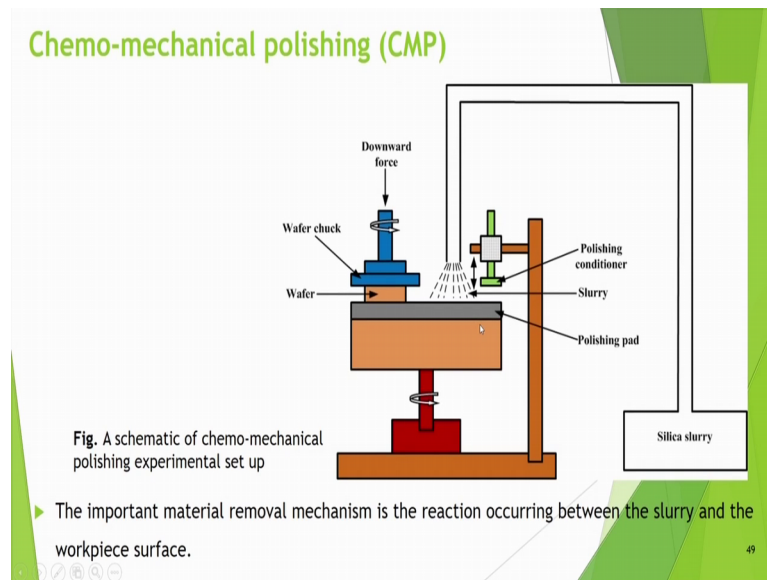 Chemo-mechanical polishing (CMP)
Downward
force
Wafer chuck
Wafer
Polishing
conditioner
Slurry
Polishing pad
Silica slurry
Fig. A schematic of chemo-mechanical
polishing experimental set up
The important material removal mechanism is the reaction occurring between the slurry and the
workpiece surface.
49